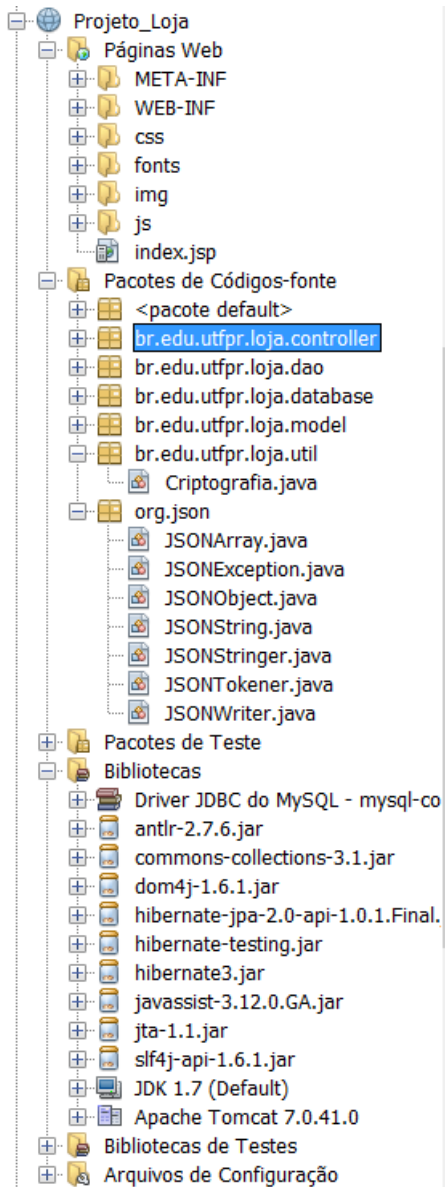 Projeto_Loja
Páginas Web
META-INF
WEB-INF
css
fonts
img
js
index.jsp
Pacotes de Códigos-fonte
<pacote default>
br.edu.utfpr.loja.controller
br.edu.utfpr.loja.dao
br.edu.utfpr.loja.database
br.edu.utfpr.loja.model
br.edu.utfpr.loja.util
Criptografia.java
org.json
JSONArray.java
JSONException.java
JSONObject.java
JSONString.java
JSONStringer.java
JSONTokener.java
JSONWriter.java
Pacotes de Teste
Bibliotecas
Driver JDBC do MySQL - mysql-co
antlr-2.7.6.jar
commons-collections-3.1.jar
dom4j-1.6.1.jar
hibernate-jpa-2.0-api-1.0.1.Final.
hibernate-testing.jar
hibernate3.jar
javassist-3.12.0.GA.jar
jta-1.1.jar
slf4j-api-1.6.1.jar
JDK 1.7 (Default)
Apache Tomcat 7.0.41.0
Bibliotecas de Testes
Arquivos de Configuração